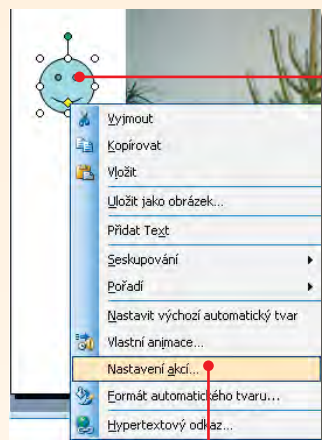 Vyjmout
Kopírovat
Vložit
Uložit jako obrázek...
Přidat Text
Seskupování
Pořadí
Nastavit výchozí automatický tvar
Vlastní animace...
Nastavení akcí...
Formát automatického tvaru...
Hypertextový odkaz...